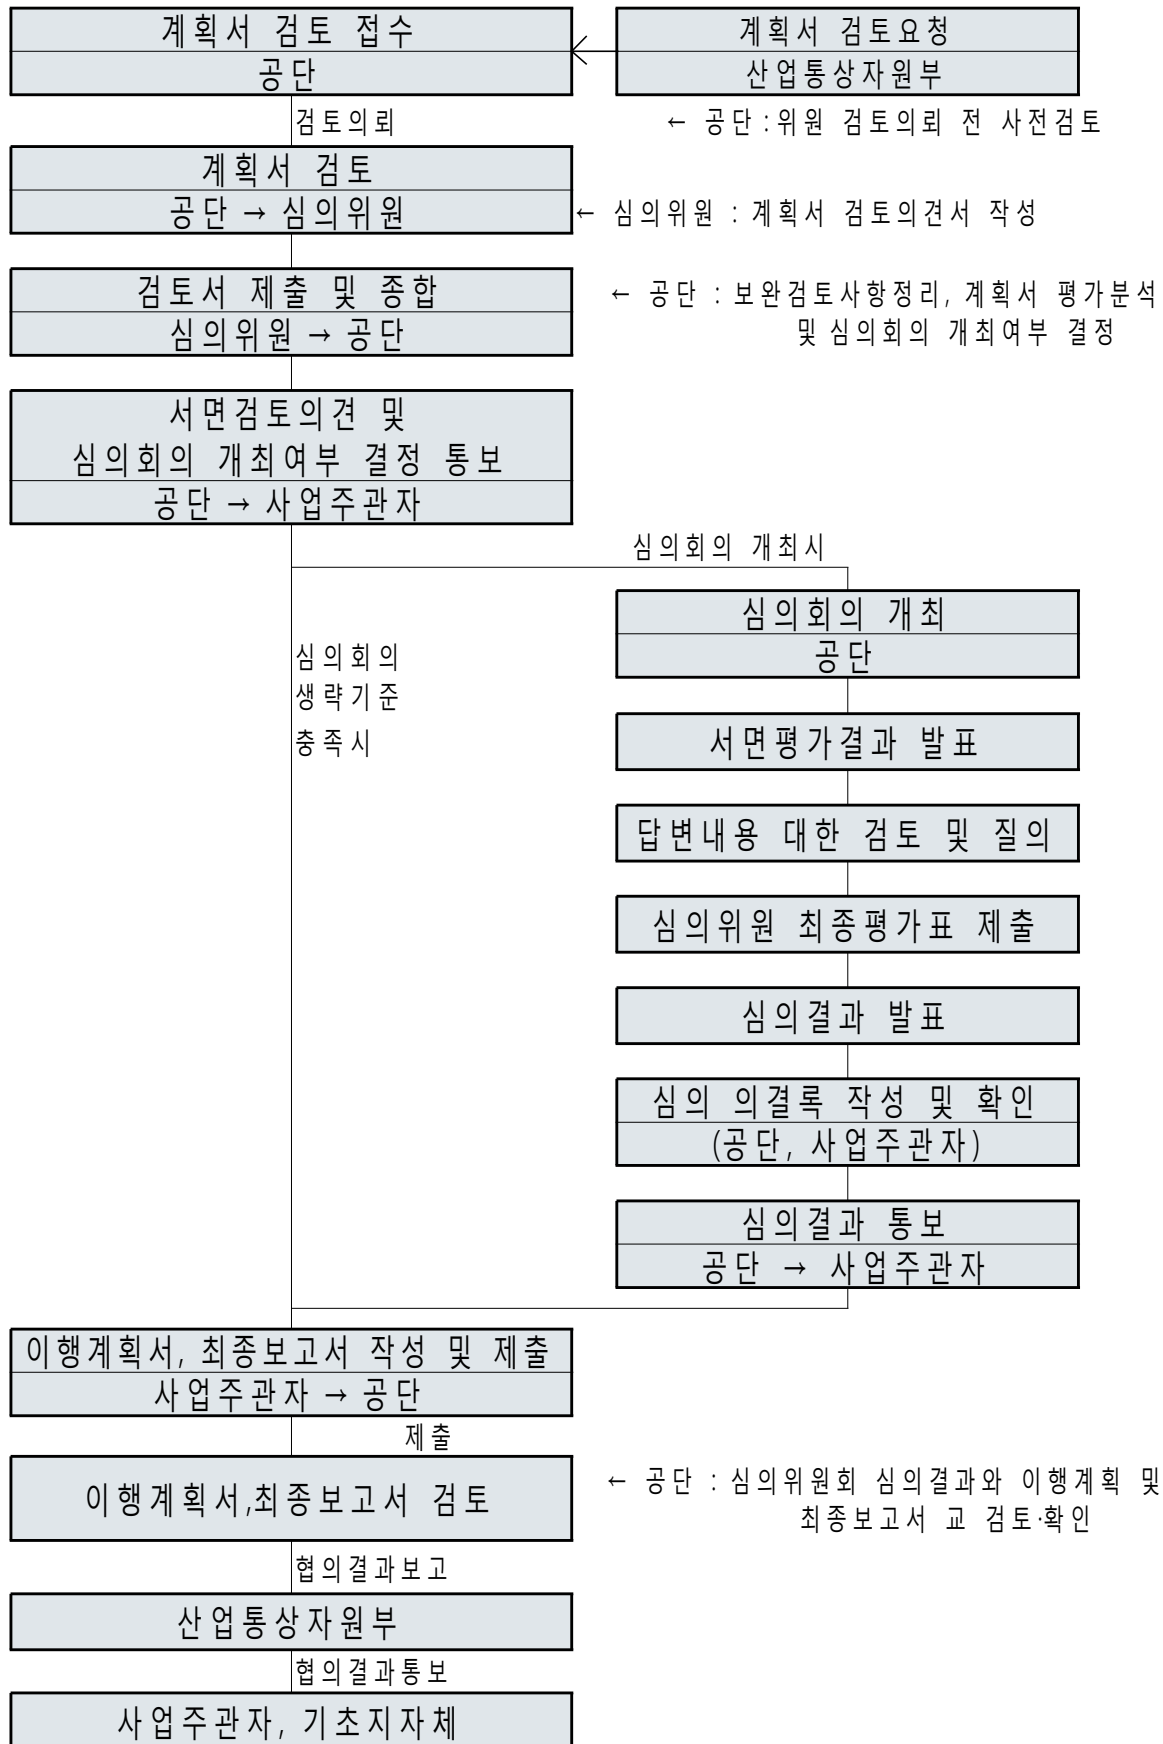 계획서 검토 접수
공단
계획서 검토요청
산업통상자원부
검토의뢰
← 공단 : 위원 검토의뢰 전 사전검토
계획서 검토
공단 → 심의위원
← 심의위원 : 계획서 검토의견서 작성
검토서 제출 및 종합
심의위원 → 공단
← 공단 : 보완검토사항정리, 계획서 평가분석
및 심의회의 개최여부 결정
서면검토의견 및
심의회의 개최여부 결정 통보
공단 → 사업주관자
심의회의 개최시
심의회의
생략기준
충족시
심의회의 개최
공단
서면평가결과 발표
답변내용 대한 검토 및 질의
심의위원 최종평가표 제출
심의결과 발표
심의 의결록 작성 및 확인
(공단, 사업주관자)
심의결과 통보
공단 → 사업주관자
이행계획서, 최종보고서 작성 및 제출
사업주관자 → 공단
제출
이행계획서,최종보고서 검토
← 공단 : 심의위원회 심의결과와 이행계획 및
최종보고서 교 검토·확인
협의결과보고
산업통상자원부
협의결과통보
사업주관자, 기초지자체